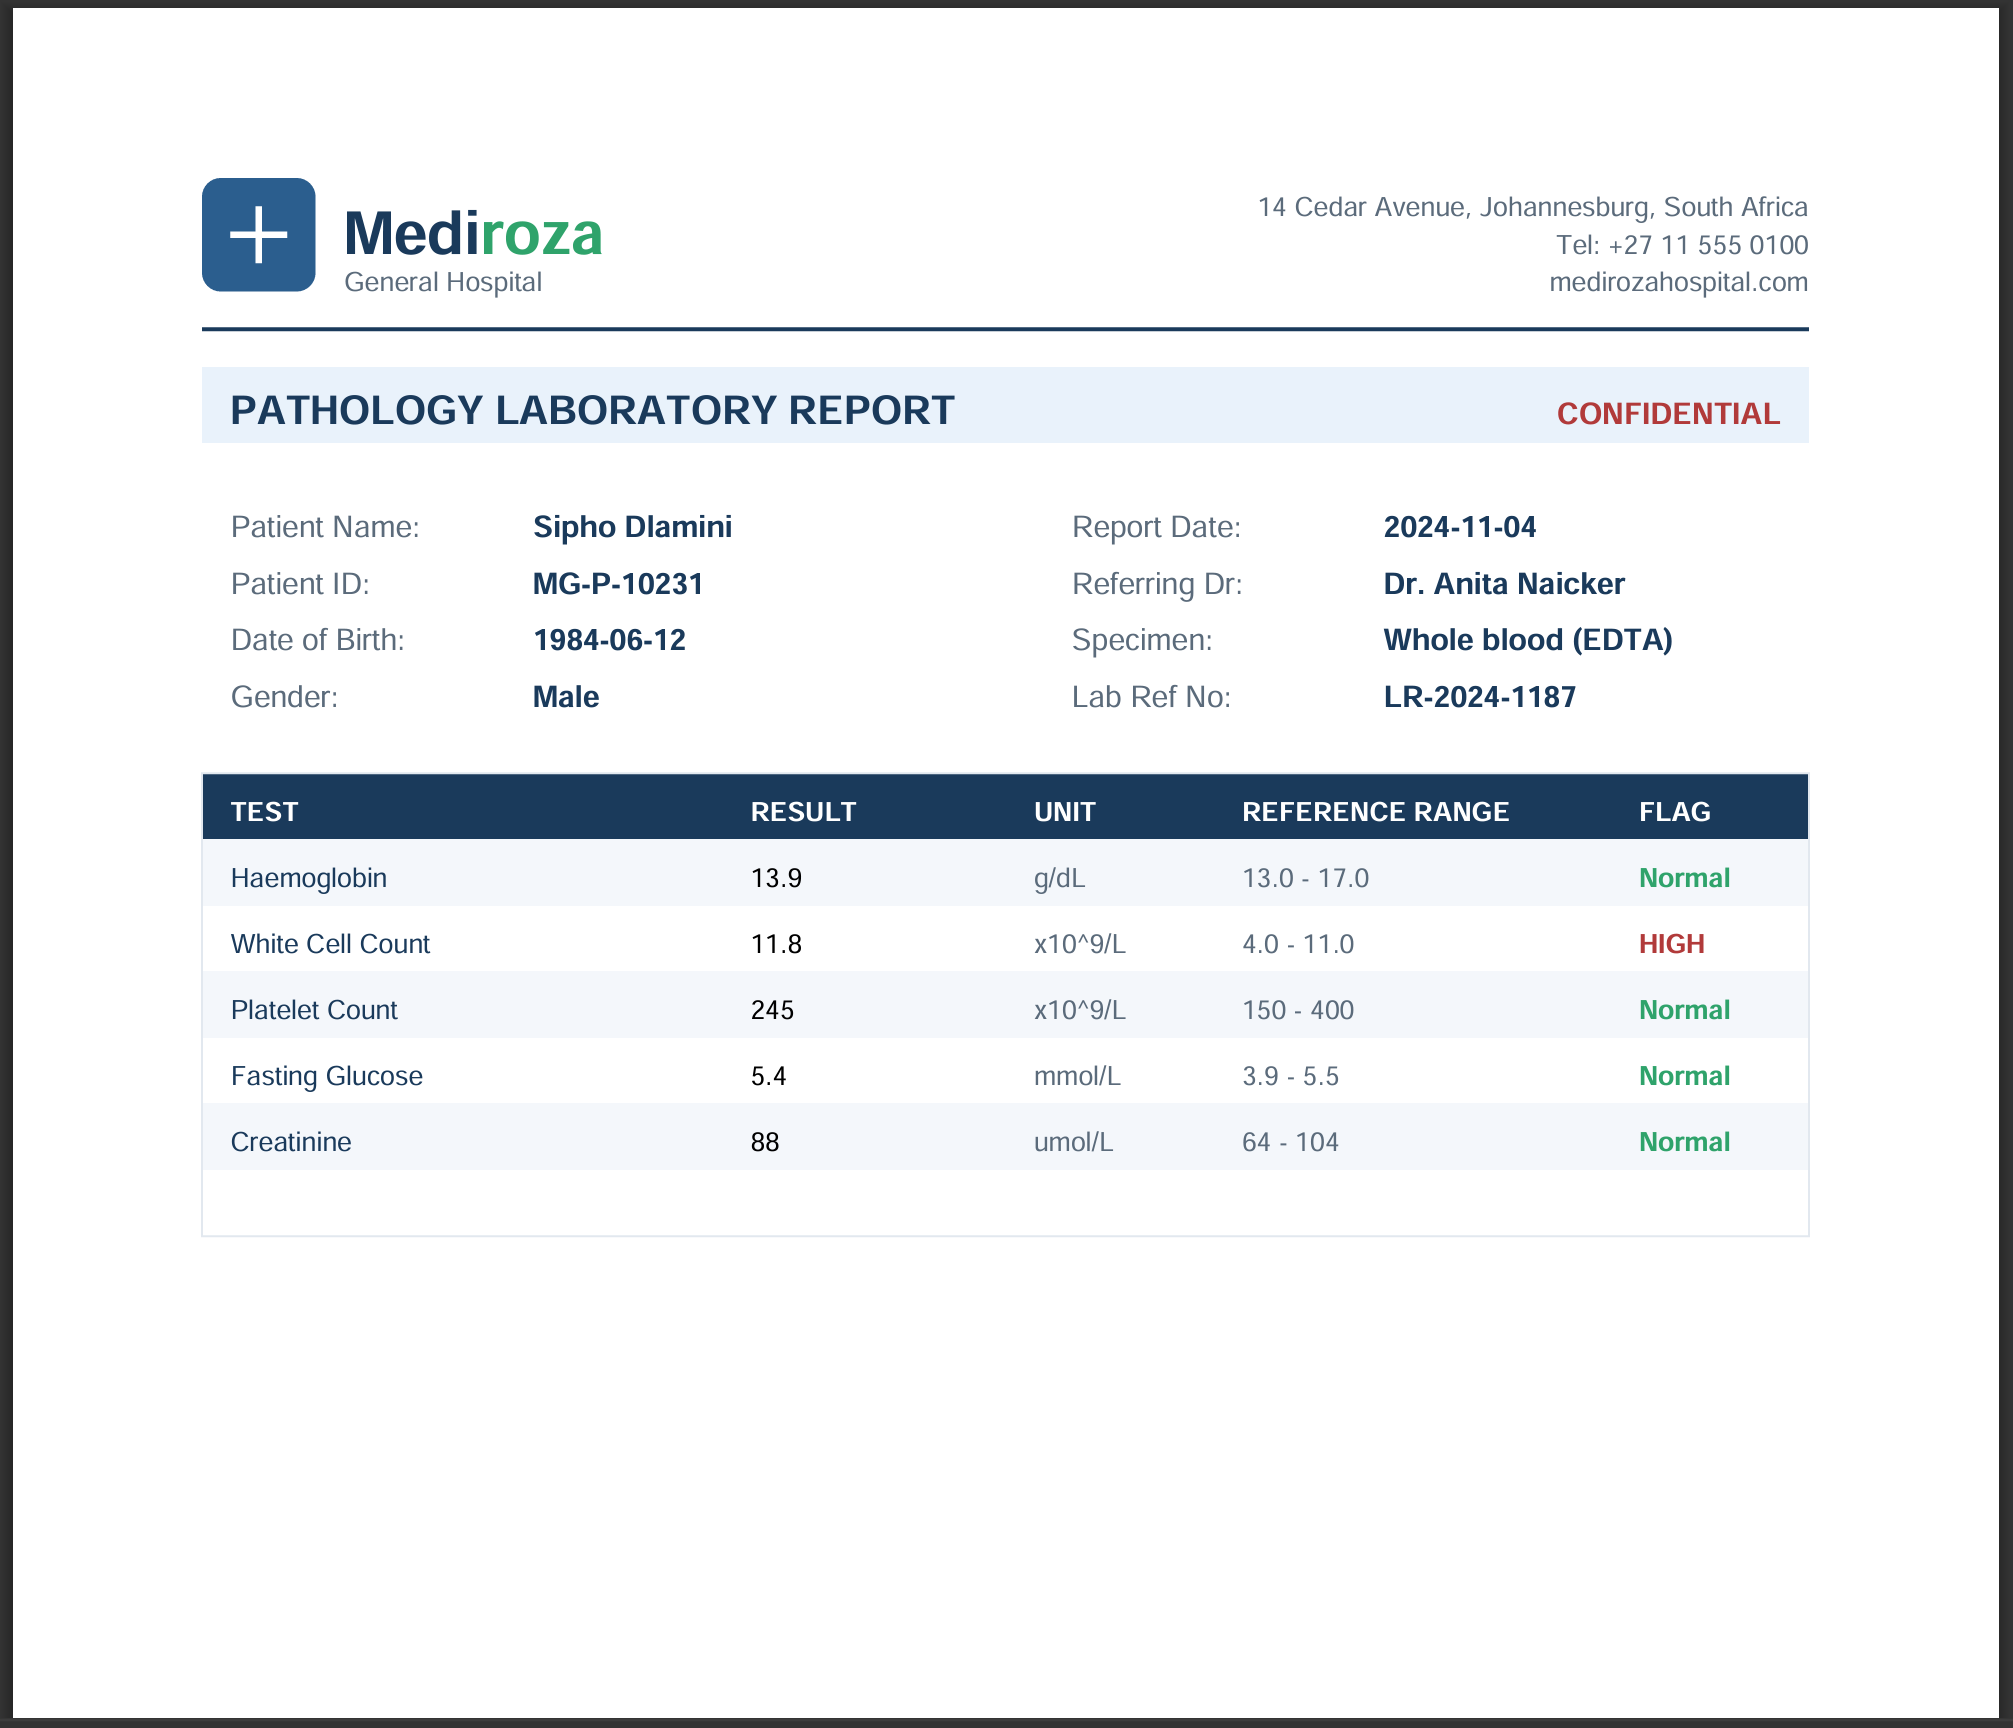 Mediroza
General Hospital
14 Cedar Avenue, Johannesburg, South Africa
Tel: +27 11 555 0100
medirozahospital.com
PATHOLOGY LABORATORY REPORT CONFIDENTIAL
Patient Name: Sipho Dlamini Report Date: 2024-11-04
Patient ID: MG-P-10231 Referring Dr: Dr. Anita Naicker
Date of Birth: 1984-06-12 Specimen: Whole blood (EDTA)
Gender: Male Lab Ref No: LR-2024-1187
TEST RESULT UNIT REFERENCE RANGE FLAG
Haemoglobin 13.9 g/dL 13.0 - 17.0 Normal
White Cell Count 11.8 x10^9/L 4.0 - 11.0 HIGH
Platelet Count 245 x10^9/L 150 - 400 Normal
Fasting Glucose 5.4 mmol/L 3.9 - 5.5 Normal
Creatinine 88 umol/L 64 - 104 Normal